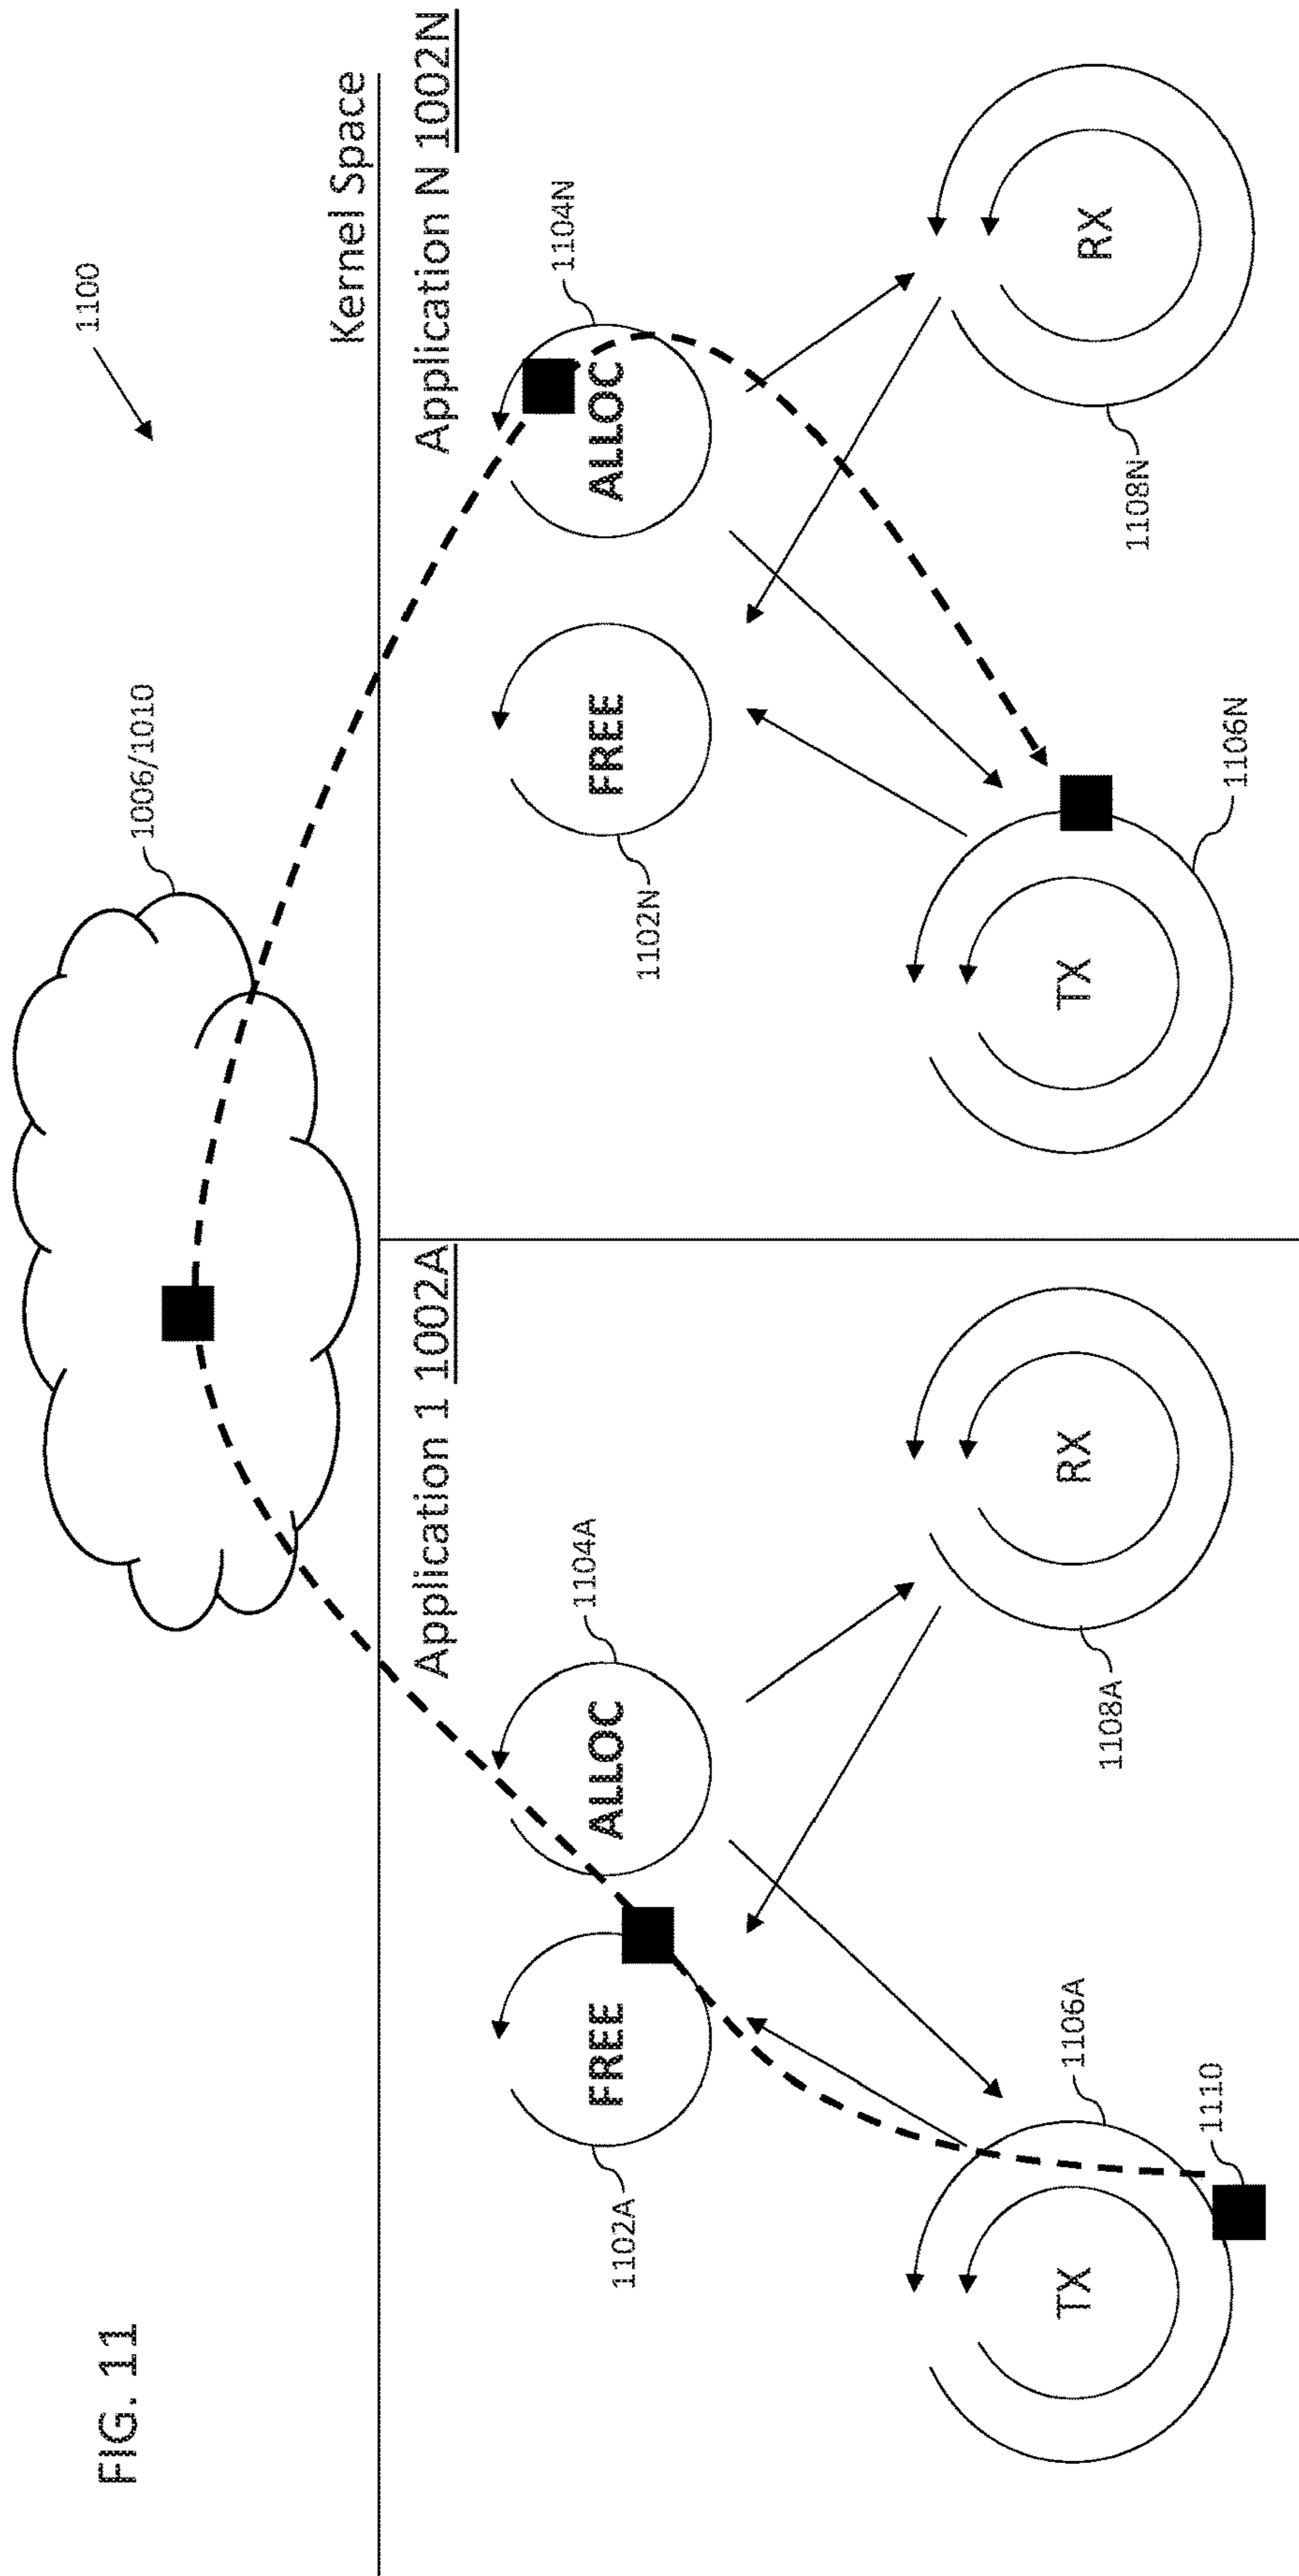 FIG. 11
1100
1006/1010
Kernel Space
Application 1 1002A
Application N 1002N
1102A
FREE
1104A
ALLOC
1102N
FREE
1104N
ALLOC
1106A
TX
1110
1108A
RX
1106N
TX
1108N
RX